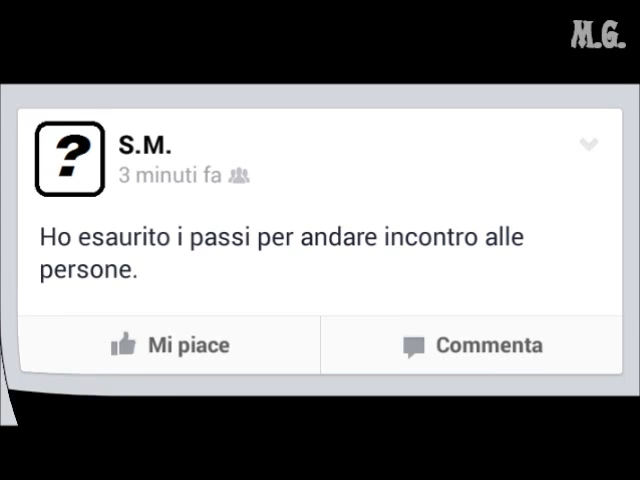 M.G.
?
S.M.
3 minuti fa
Ho esaurito i passi per andare incontro alle
persone.
Mi piace
Commenta